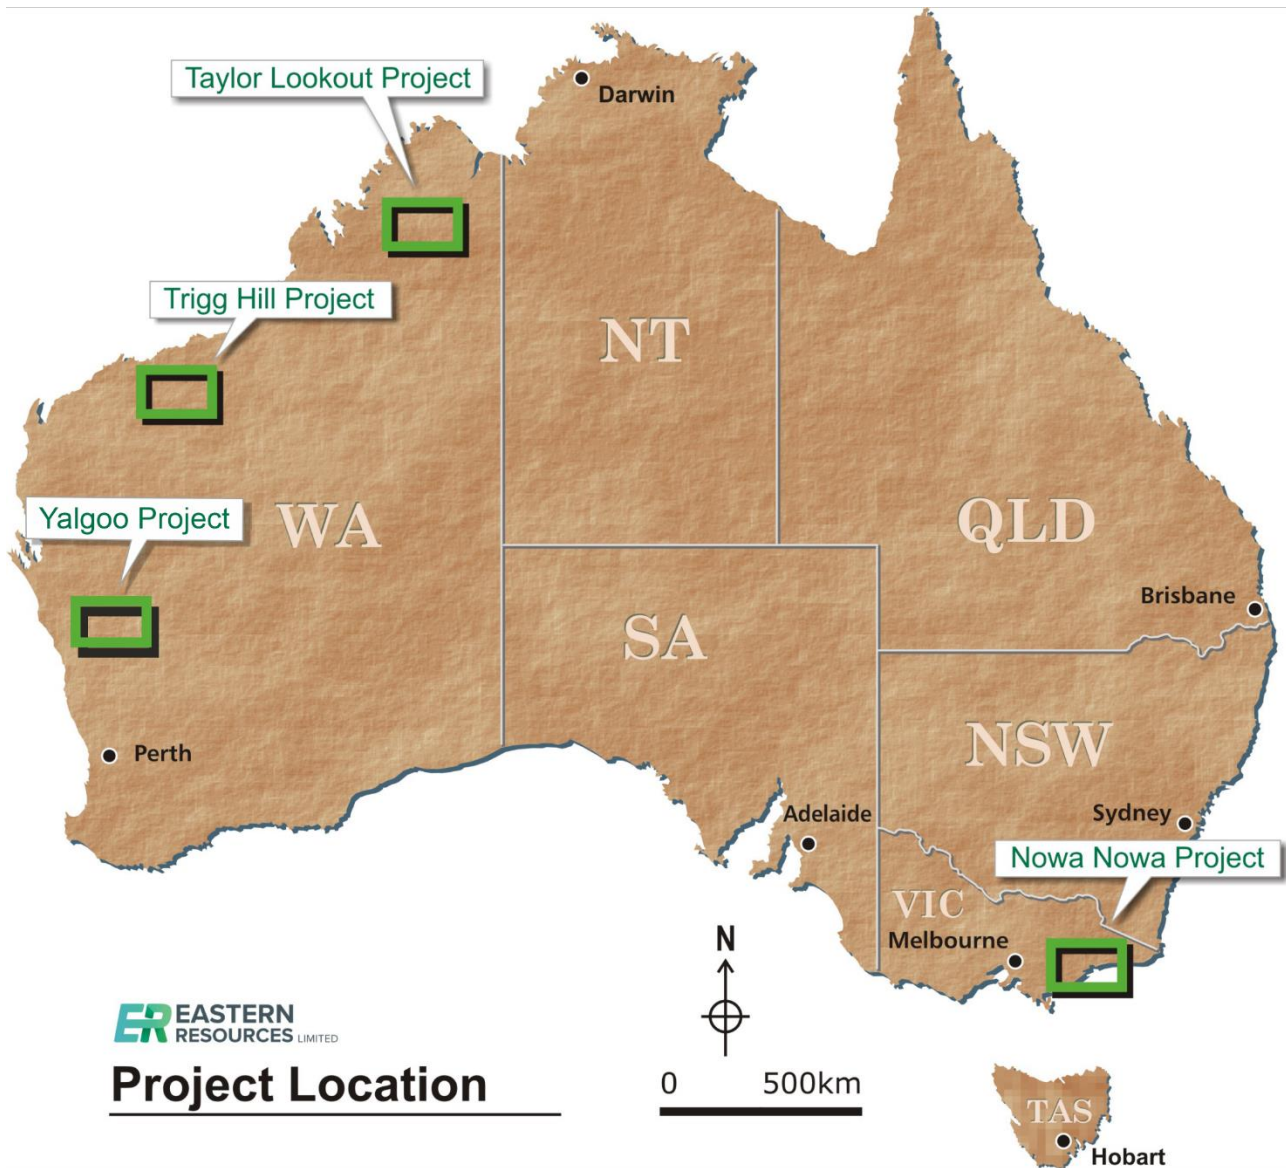 Taylor Lookout Project
Darwin
Trigg Hill Project
NT
Yalgoo Project
WA
QLD
Brisbane
SA
NSW
Perth
Adelaide
Sydney
Nowa Nowa Project
VIC
Melbourne
N
ER EASTERN
RESOURCES LIMITED
Project Location
0 500km
TAS
Hobart